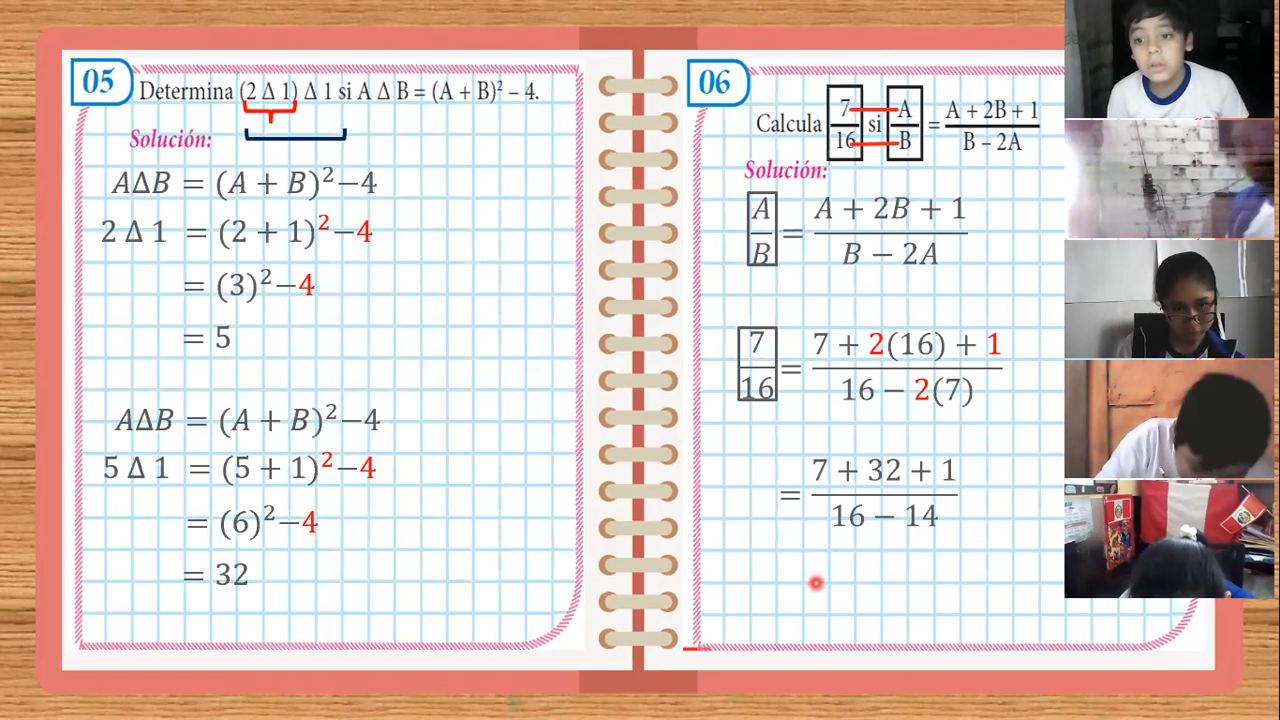 05
Determina (2 Δ 1) Δ 1 si A Δ B = (A + B)² – 4.
Solución:
AΔB = (A + B)² −4
2 Δ 1 = (2 + 1)² −4
= (3)² −4
= 5
AΔB = (A + B)² −4
5 Δ 1 = (5 + 1)² −4
= (6)² −4
= 32
06
Calcula 7/16 si A/B = A + 2B + 1 / B – 2A
Solución:
A/B = A + 2B + 1 / B − 2A
7/16 = 7 + 2(16) + 1 / 16 − 2(7)
= 7 + 32 + 1 / 16 − 14